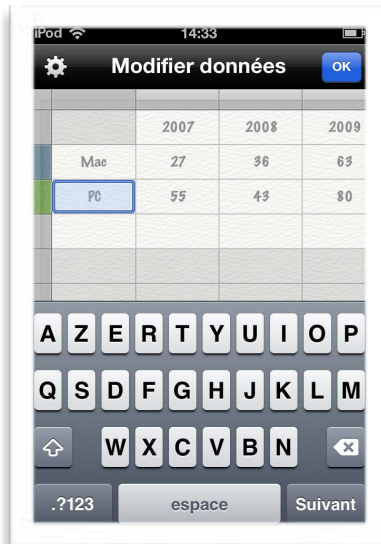 iPod 14:33
Modifier données OK
2007 2008 2009
Mac 27 36 63
PC 55 43 80
A Z E R T Y U I O P
Q S D F G H J K L M
W X C V B N
.?123 espace Suivant